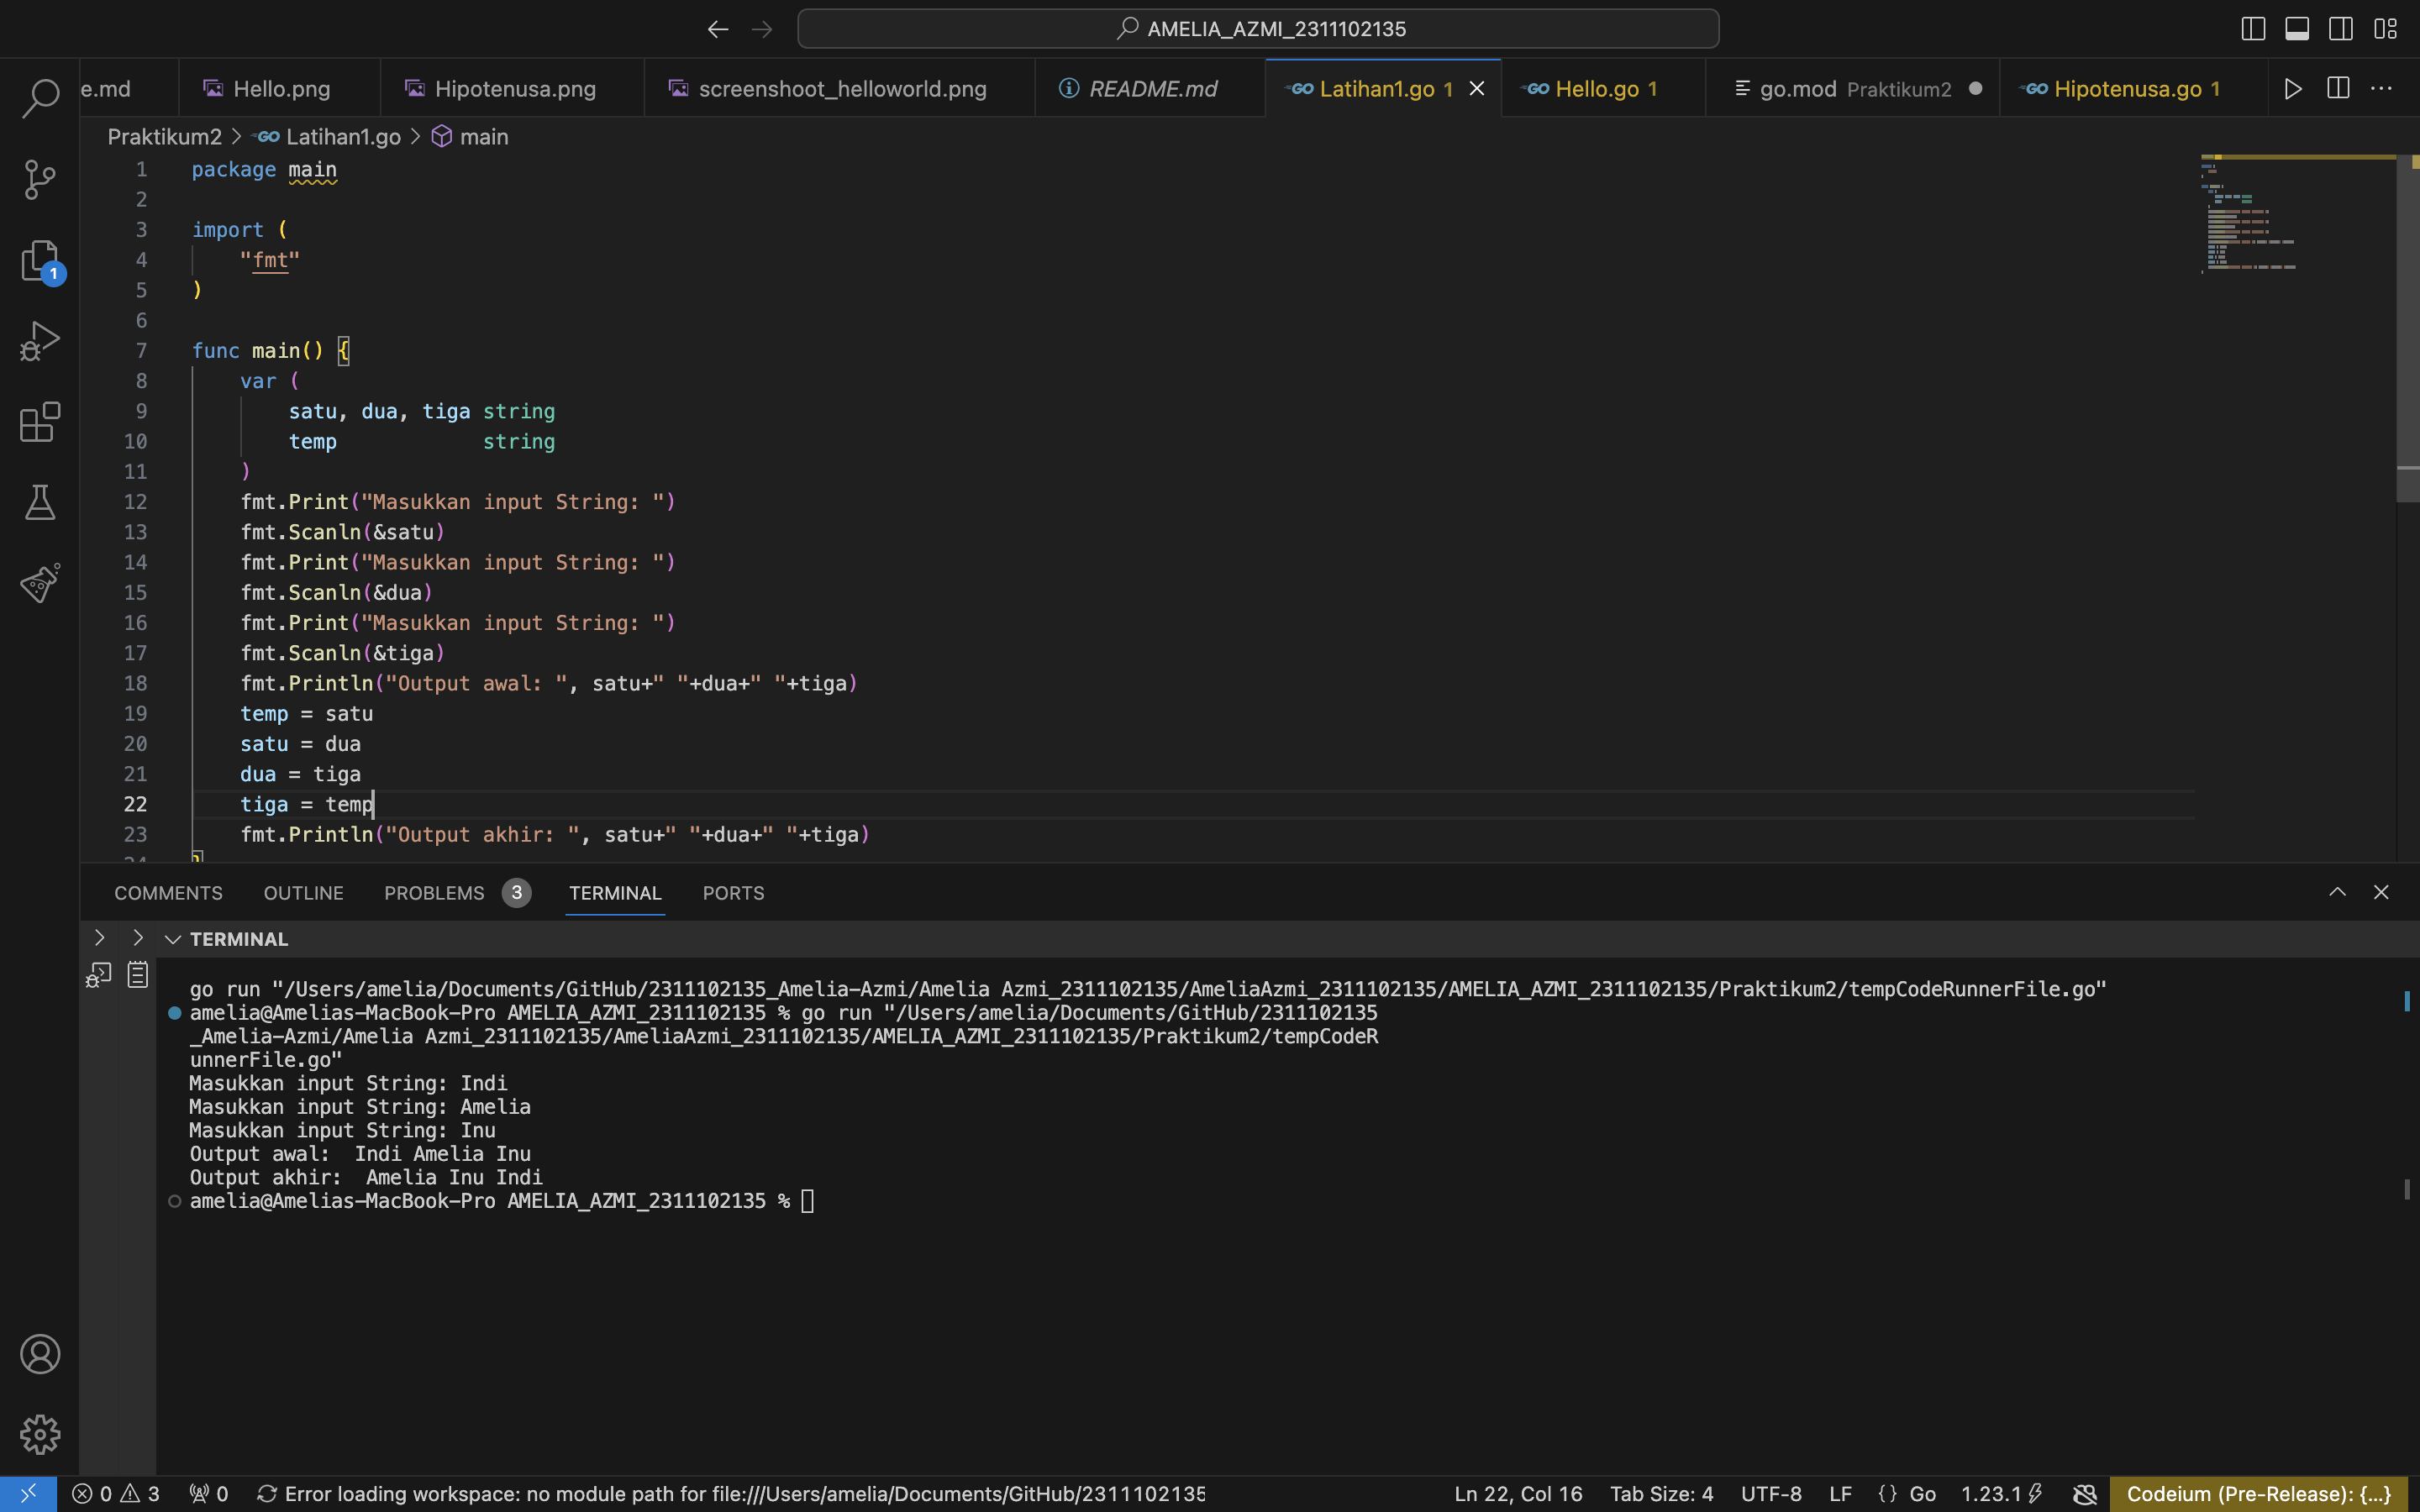 AMELIA_AZMI_2311102135
e.md
Hello.png
Hipotenusa.png
screenshoot_helloworld.png
README.md
GO Latihan1.go 1
GO Hello.go 1
go.mod Praktikum2
GO Hipotenusa.go 1
Praktikum2 > GO Latihan1.go > main
1 package main
2
3 import (
4 "fmt"
5 )
6
7 func main() {
8 var (
9 satu, dua, tiga string
10 temp string
11 )
12 fmt.Print("Masukkan input String: ")
13 fmt.Scanln(&satu)
14 fmt.Print("Masukkan input String: ")
15 fmt.Scanln(&dua)
16 fmt.Print("Masukkan input String: ")
17 fmt.Scanln(&tiga)
18 fmt.Println("Output awal: ", satu+" "+dua+" "+tiga)
19 temp = satu
20 satu = dua
21 dua = tiga
22 tiga = temp
23 fmt.Println("Output akhir: ", satu+" "+dua+" "+tiga)
24 }
1
COMMENTS OUTLINE PROBLEMS 3 TERMINAL PORTS
TERMINAL
go run "/Users/amelia/Documents/GitHub/2311102135_Amelia-Azmi/Amelia Azmi_2311102135/AmeliaAzmi_2311102135/AMELIA_AZMI_2311102135/Praktikum2/tempCodeRunnerFile.go"
amelia@Amelias-MacBook-Pro AMELIA_AZMI_2311102135 % go run "/Users/amelia/Documents/GitHub/2311102135
_Amelia-Azmi/Amelia Azmi_2311102135/AmeliaAzmi_2311102135/AMELIA_AZMI_2311102135/Praktikum2/tempCodeR
unnerFile.go"
Masukkan input String: Indi
Masukkan input String: Amelia
Masukkan input String: Inu
Output awal:  Indi Amelia Inu
Output akhir:  Amelia Inu Indi
amelia@Amelias-MacBook-Pro AMELIA_AZMI_2311102135 %
0 3 0 Error loading workspace: no module path for file:///Users/amelia/Documents/GitHub/2311102135 Ln 22, Col 16 Tab Size: 4 UTF-8 LF {} Go 1.23.1 Codeium (Pre-Release): {...}